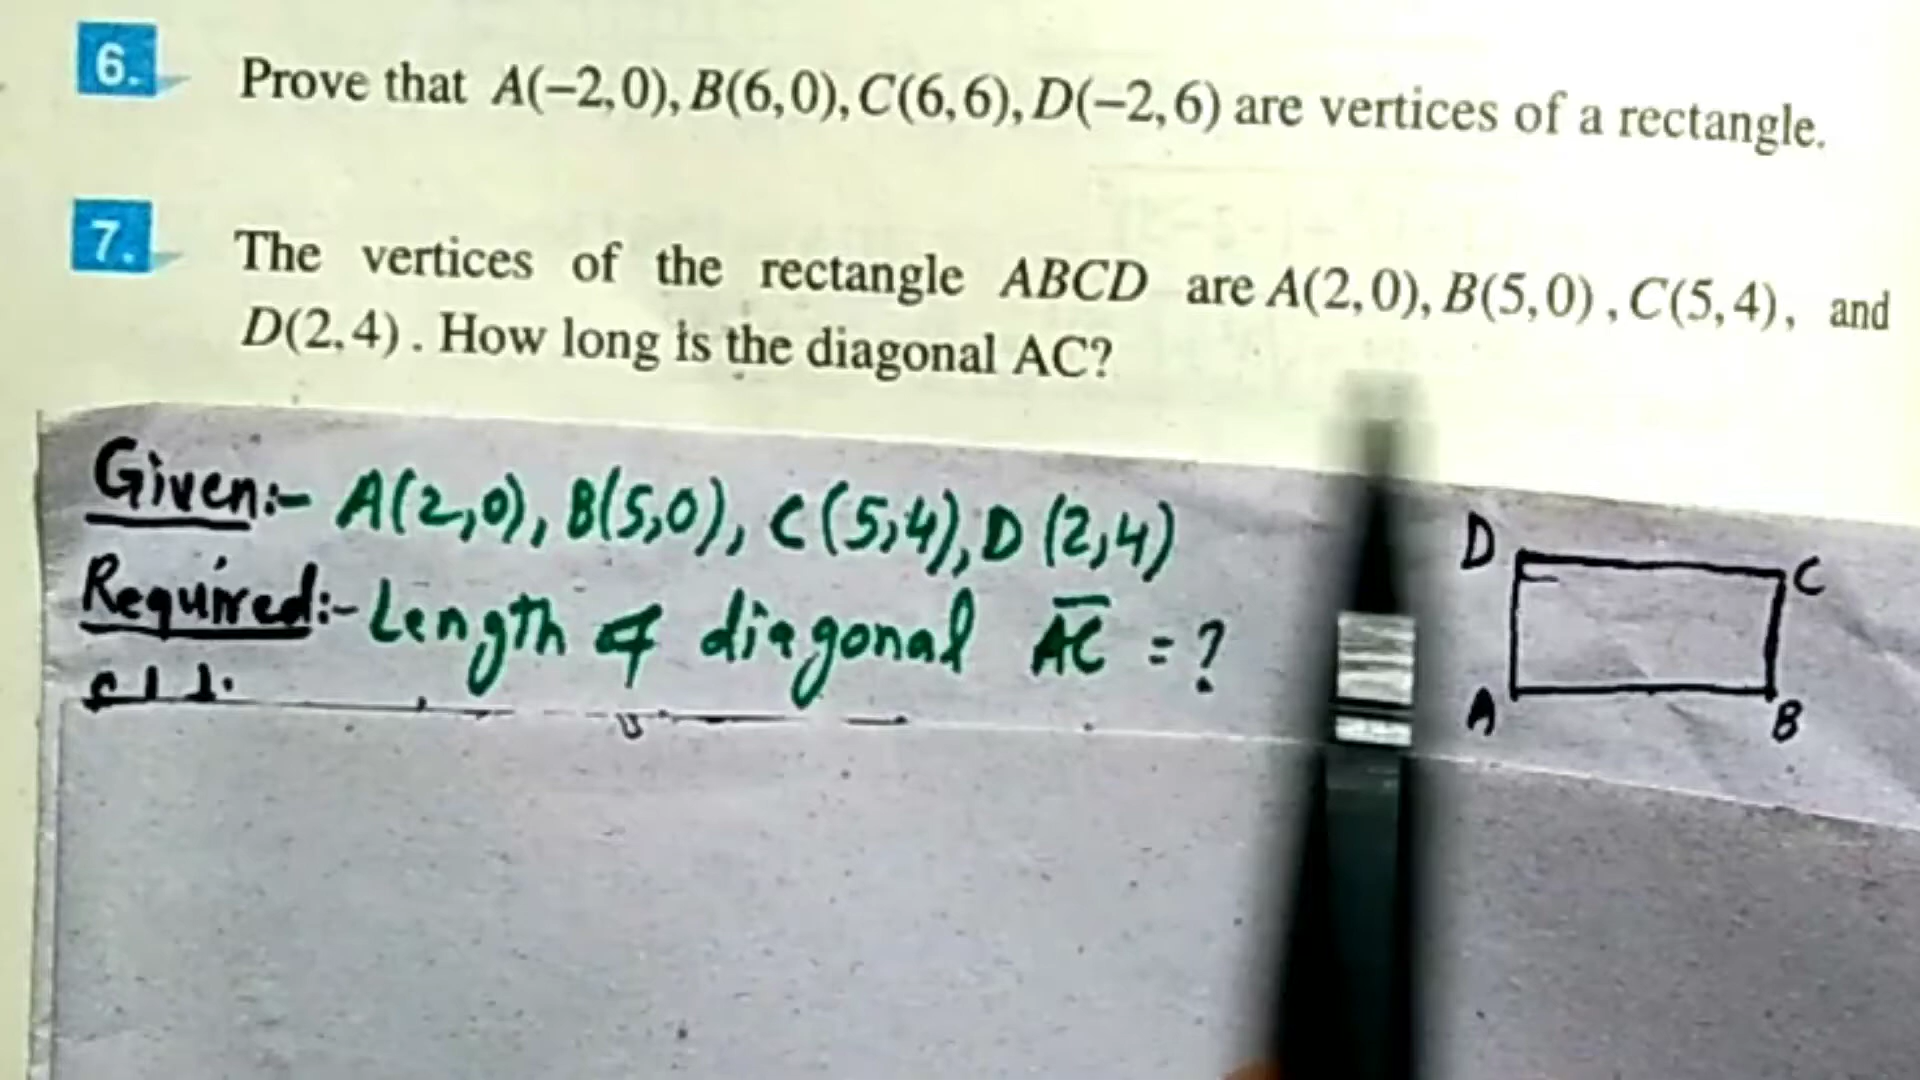 6. Prove that A(−2,0), B(6,0), C(6,6), D(−2,6) are vertices of a rectangle.
7. The vertices of the rectangle ABCD are A(2,0), B(5,0), C(5,4), and
D(2,4). How long is the diagonal AC?
Given:- A(2,0), B(5,0), C(5,4), D(2,4)
Required:- Length of diagonal A̅C̅ = ?
D C
A B